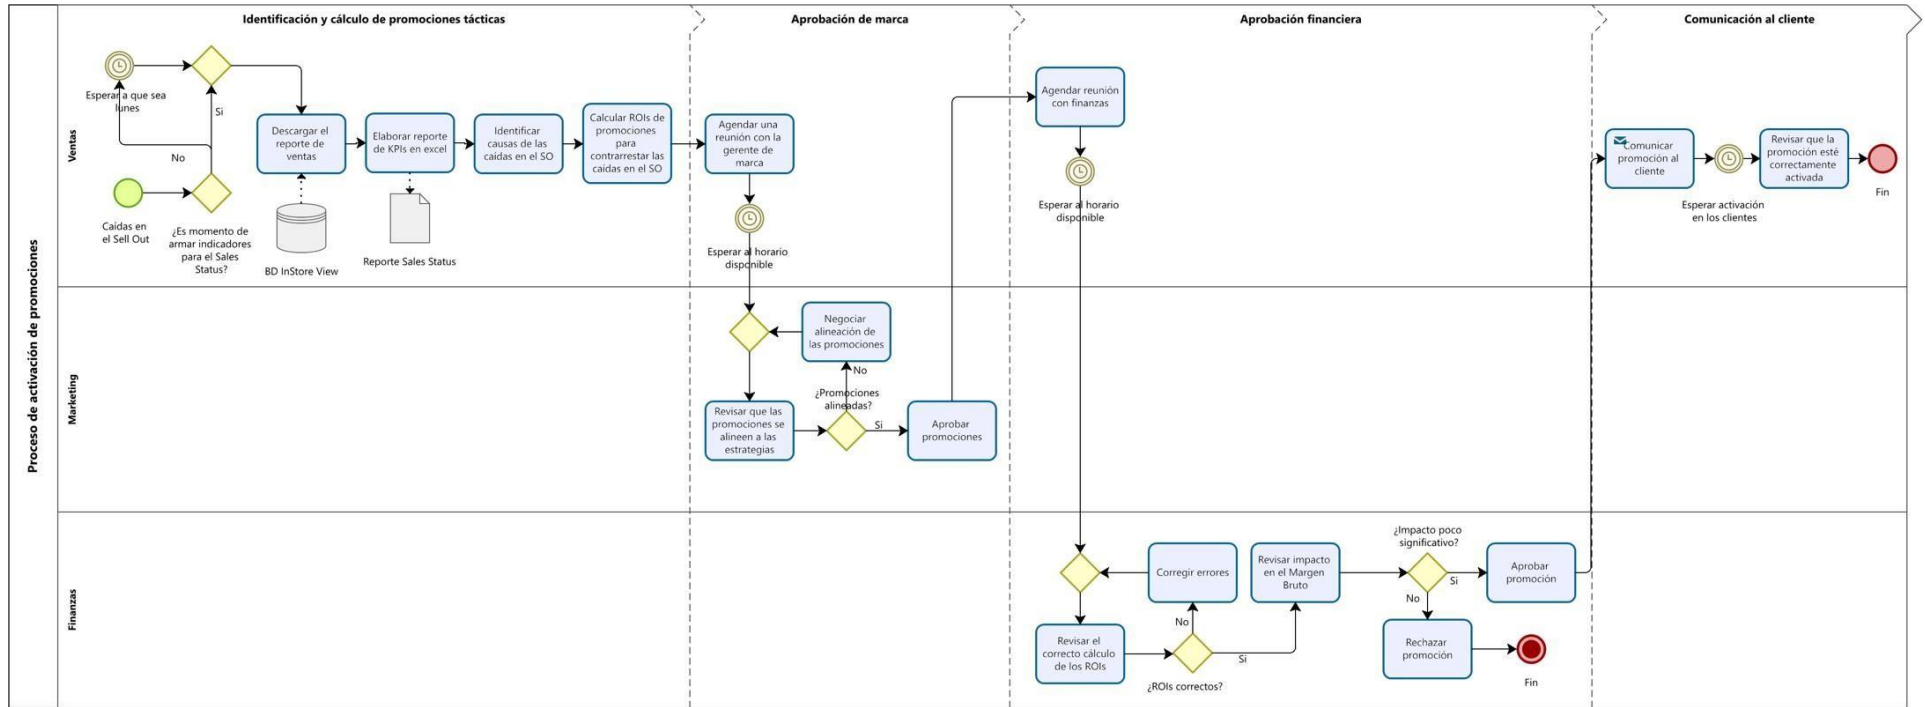 Identificación y cálculo de promociones tácticas
Aprobación de marca
Aprobación financiera
Comunicación al cliente
Proceso de activación de promociones
Ventas
Esperar a que sea
lunes
Si
No
Caídas en
el Sell Out
¿Es momento de
armar indicadores
para el Sales
Status?
Descargar el
reporte de
ventas
BD InStore View
Elaborar reporte
de KPIs en excel
Reporte Sales Status
Identificar
causas de las
caídas en el SO
Calcular ROIs de
promociones
para
contrarrestar las
caídas en el SO
Agendar una
reunión con la
gerente de
marca
Esperar al horario
disponible
Agendar reunión
con finanzas
Esperar al horario
disponible
Comunicar
promoción al
cliente
Esperar activación
en los clientes
Revisar que la
promoción esté
correctamente
activada
Fin
Marketing
Negociar
alineación de
las promociones
No
¿Promociones
alineadas?
Revisar que las
promociones se
alineen a las
estrategias
Si
Aprobar
promociones
Finanzas
Corregir errores
No
Revisar el
correcto cálculo
de los ROIs
¿ROIs correctos?
Si
Revisar impacto
en el Margen
Bruto
¿Impacto poco
significativo?
Si
No
Aprobar
promoción
Rechazar
promoción
Fin